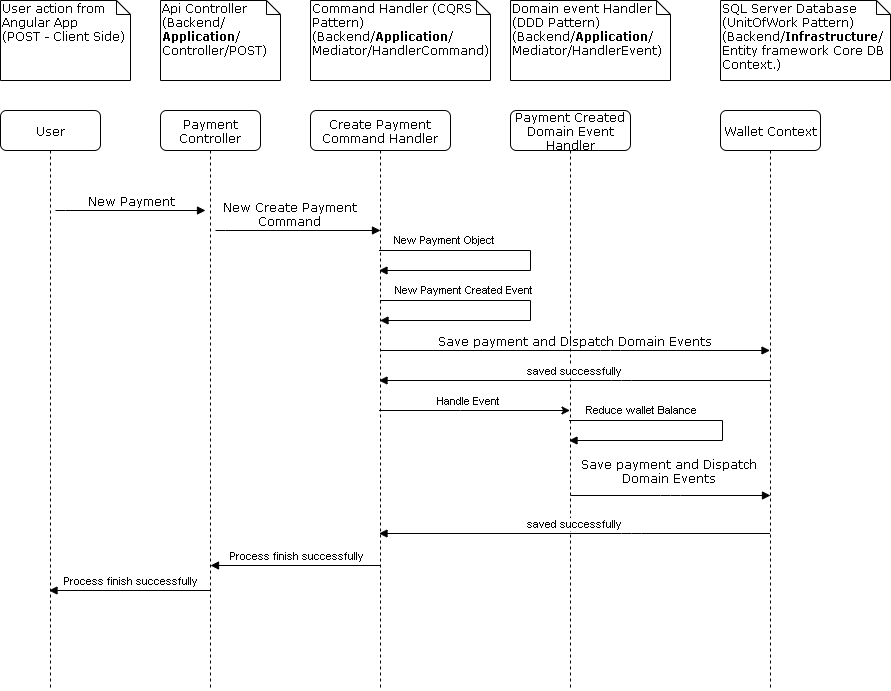 User action from
Angular App
(POST - Client Side)
Api Controller
(Backend/
Application/
Controller/POST)
Command Handler (CQRS
Pattern)
(Backend/Application/
Mediator/HandlerCommand)
Domain event Handler
(DDD Pattern)
(Backend/Application/
Mediator/HandlerEvent)
SQL Server Database
(UnitOfWork Pattern)
(Backend/Infrastructure/
Entity framework Core DB
Context.)
User
Payment
Controller
Create Payment
Command Handler
Payment Created
Domain Event
Handler
Wallet Context
New Payment
New Create Payment
Command
New Payment Object
New Payment Created Event
Save payment and Dispatch Domain Events
saved successfully
Handle Event
Reduce wallet Balance
Save payment and Dispatch
Domain Events
saved successfully
Process finish successfully
Process finish successfully